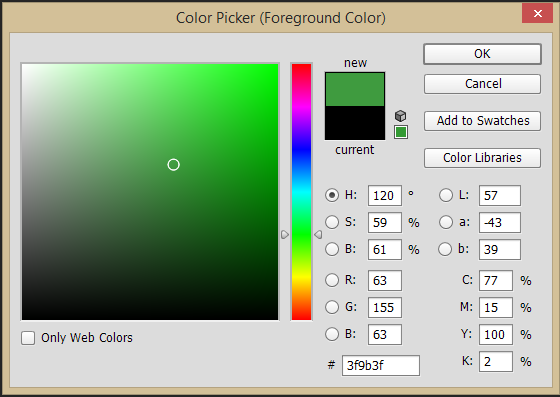 Color Picker (Foreground Color)
new
current
OK
Cancel
Add to Swatches
Color Libraries
H: 120 °
S: 59 %
B: 61 %
R: 63
G: 155
B: 63
# 3f9b3f
L: 57
a: -43
b: 39
C: 77 %
M: 15 %
Y: 100 %
K: 2 %
Only Web Colors